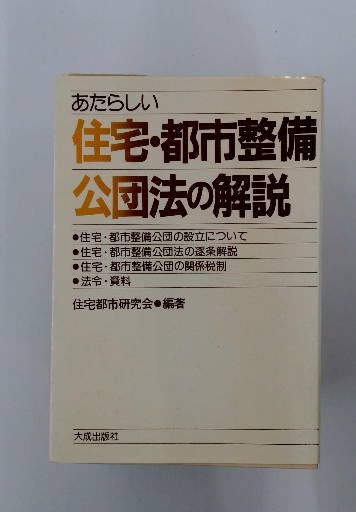 あたらしい
住宅・都市整備
公団法の解説
●住宅・都市整備公団の設立について
●住宅・都市整備公団法の逐条解説
●住宅・都市整備公団の関係税制
●法令・資料
住宅都市研究会●編著
大成出版社